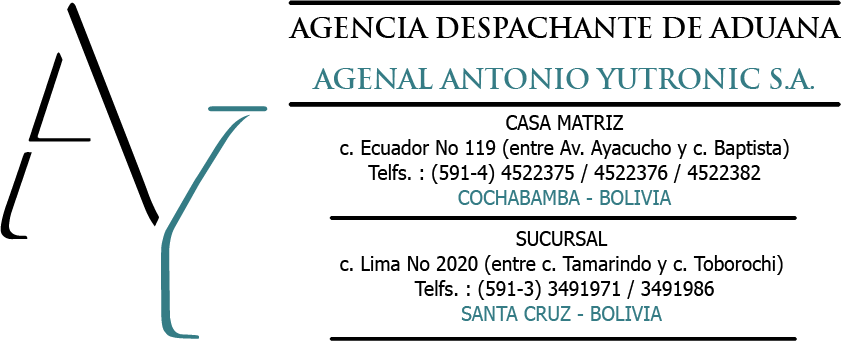 AY
AGENCIA DESPACHANTE DE ADUANA
AGENAL ANTONIO YUTRONIC S.A.
CASA MATRIZ
c. Ecuador No 119 (entre Av. Ayacucho y c. Baptista)
Telfs. : (591-4) 4522375 / 4522376 / 4522382
COCHABAMBA - BOLIVIA
SUCURSAL
c. Lima No 2020 (entre c. Tamarindo y c. Toborochi)
Telfs. : (591-3) 3491971 / 3491986
SANTA CRUZ - BOLIVIA